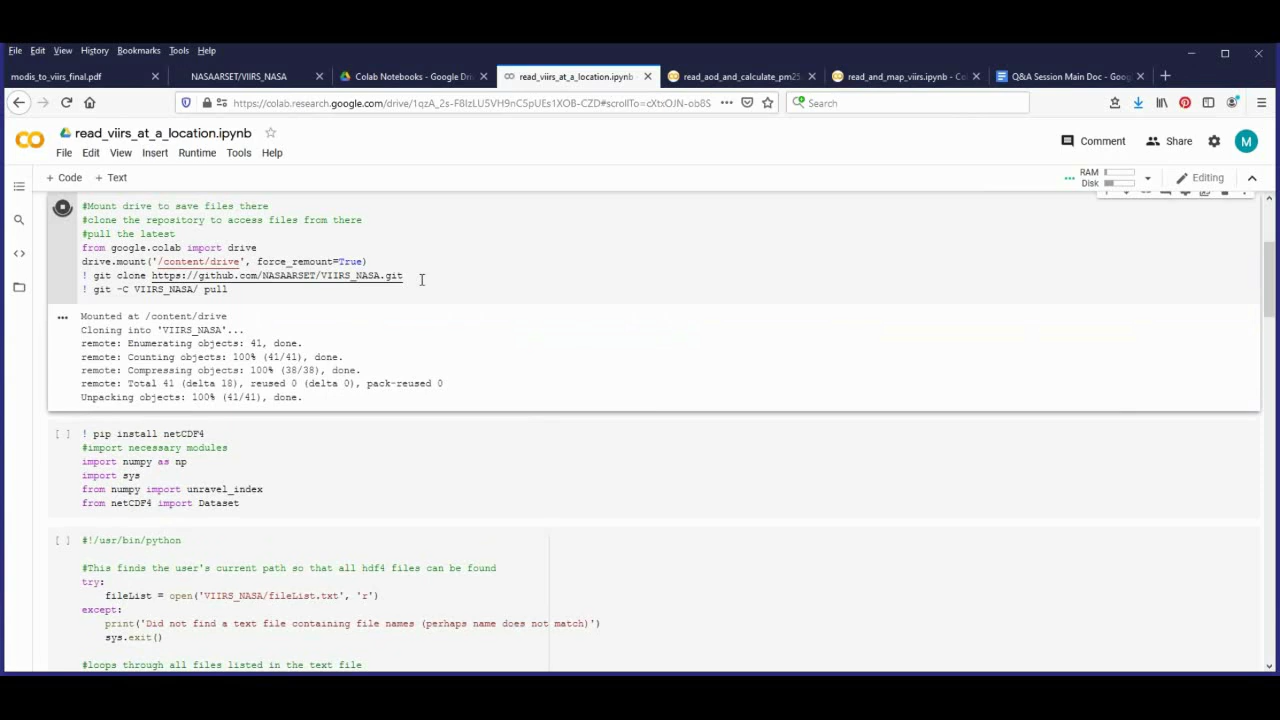 File Edit View History Bookmarks Tools Help
modis_to_viirs_final.pdf
NASAARSET/VIIRS_NASA
Colab Notebooks - Google Dri
read_viirs_at_a_location.ipynb
read_aod_and_calculate_pm25.
read_and_map_viirs.ipynb - Co
Q&A Session Main Doc - Googl
https://colab.research.google.com/drive/1qzA_2s-F8lzLU5VH9nC5pUEs1XOB-CZD#scrollTo=cXtxOJN-ob8S
Search
CO
read_viirs_at_a_location.ipynb
Comment
Share
M
File Edit View Insert Runtime Tools Help
+ Code + Text
RAM
Disk
Editing
#Mount drive to save files there
#clone the repository to access files from there
#pull the latest
from google.colab import drive
drive.mount('/content/drive', force_remount=True)
! git clone https://github.com/NASAARSET/VIIRS_NASA.git
! git -C VIIRS_NASA/ pull
Mounted at /content/drive
Cloning into 'VIIRS_NASA'...
remote: Enumerating objects: 41, done.
remote: Counting objects: 100% (41/41), done.
remote: Compressing objects: 100% (38/38), done.
remote: Total 41 (delta 18), reused 0 (delta 0), pack-reused 0
Unpacking objects: 100% (41/41), done.
[ ] ! pip install netCDF4
#import necessary modules
import numpy as np
import sys
from numpy import unravel_index
from netCDF4 import Dataset
[ ] #!/usr/bin/python
#This finds the user's current path so that all hdf4 files can be found
try:
fileList = open('VIIRS_NASA/fileList.txt', 'r')
except:
print('Did not find a text file containing file names (perhaps name does not match)')
sys.exit()
#loops through all files listed in the text file